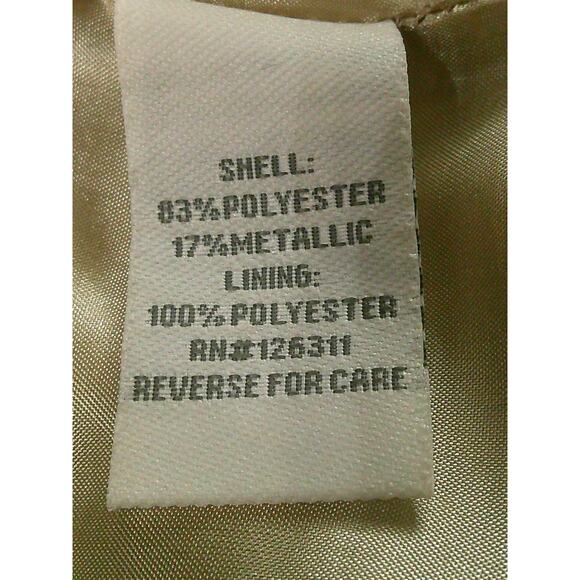 SHELL:
83%POLYESTER
17%METALLIC
LINING:
100%POLYESTER
RN#126311
REVERSE FOR CARE